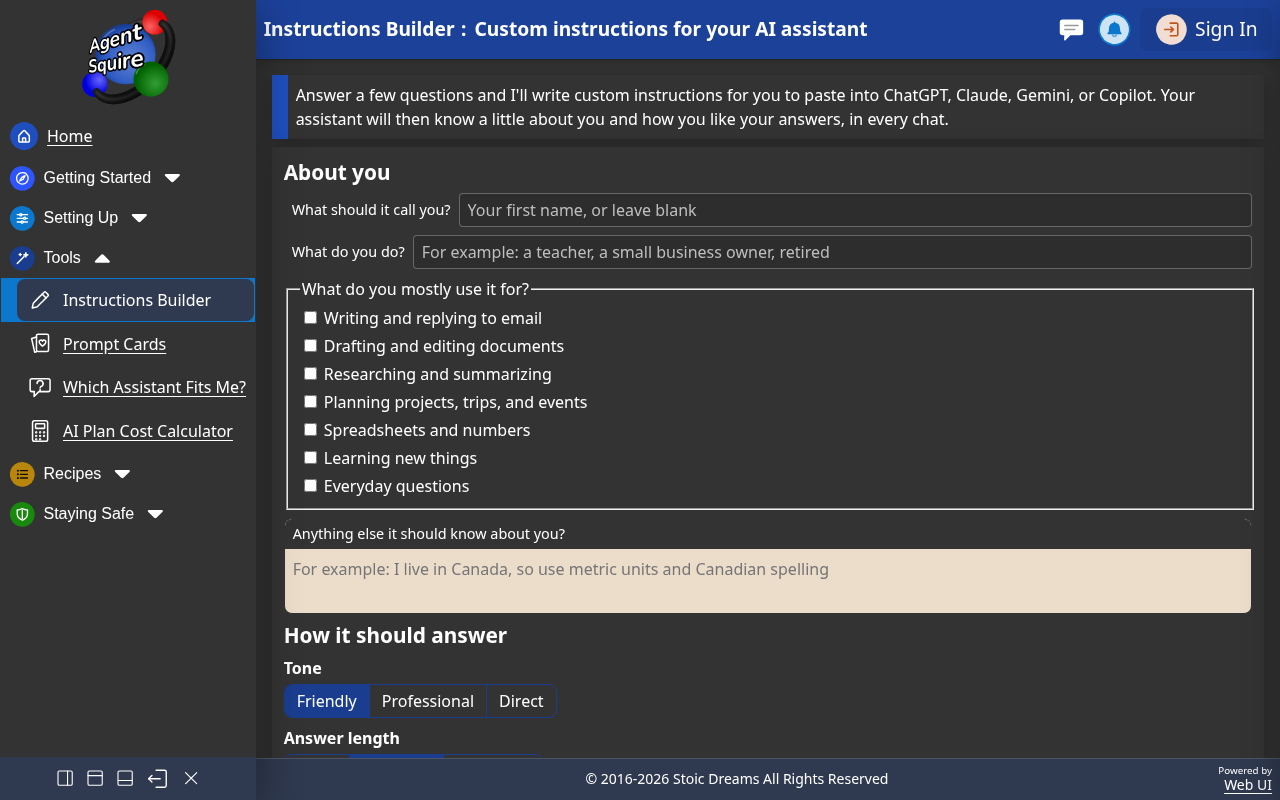 Agent
Squire
Home
Getting Started
Setting Up
Tools
Instructions Builder
Prompt Cards
Which Assistant Fits Me?
AI Plan Cost Calculator
Recipes
Staying Safe
Instructions Builder : Custom instructions for your AI assistant
Sign In
Answer a few questions and I'll write custom instructions for you to paste into ChatGPT, Claude, Gemini, or Copilot. Your
assistant will then know a little about you and how you like your answers, in every chat.
About you
What should it call you? Your first name, or leave blank
What do you do? For example: a teacher, a small business owner, retired
What do you mostly use it for?
Writing and replying to email
Drafting and editing documents
Researching and summarizing
Planning projects, trips, and events
Spreadsheets and numbers
Learning new things
Everyday questions
Anything else it should know about you?
For example: I live in Canada, so use metric units and Canadian spelling
How it should answer
Tone
Friendly Professional Direct
Answer length
© 2016-2026 Stoic Dreams All Rights Reserved
Powered by
Web UI